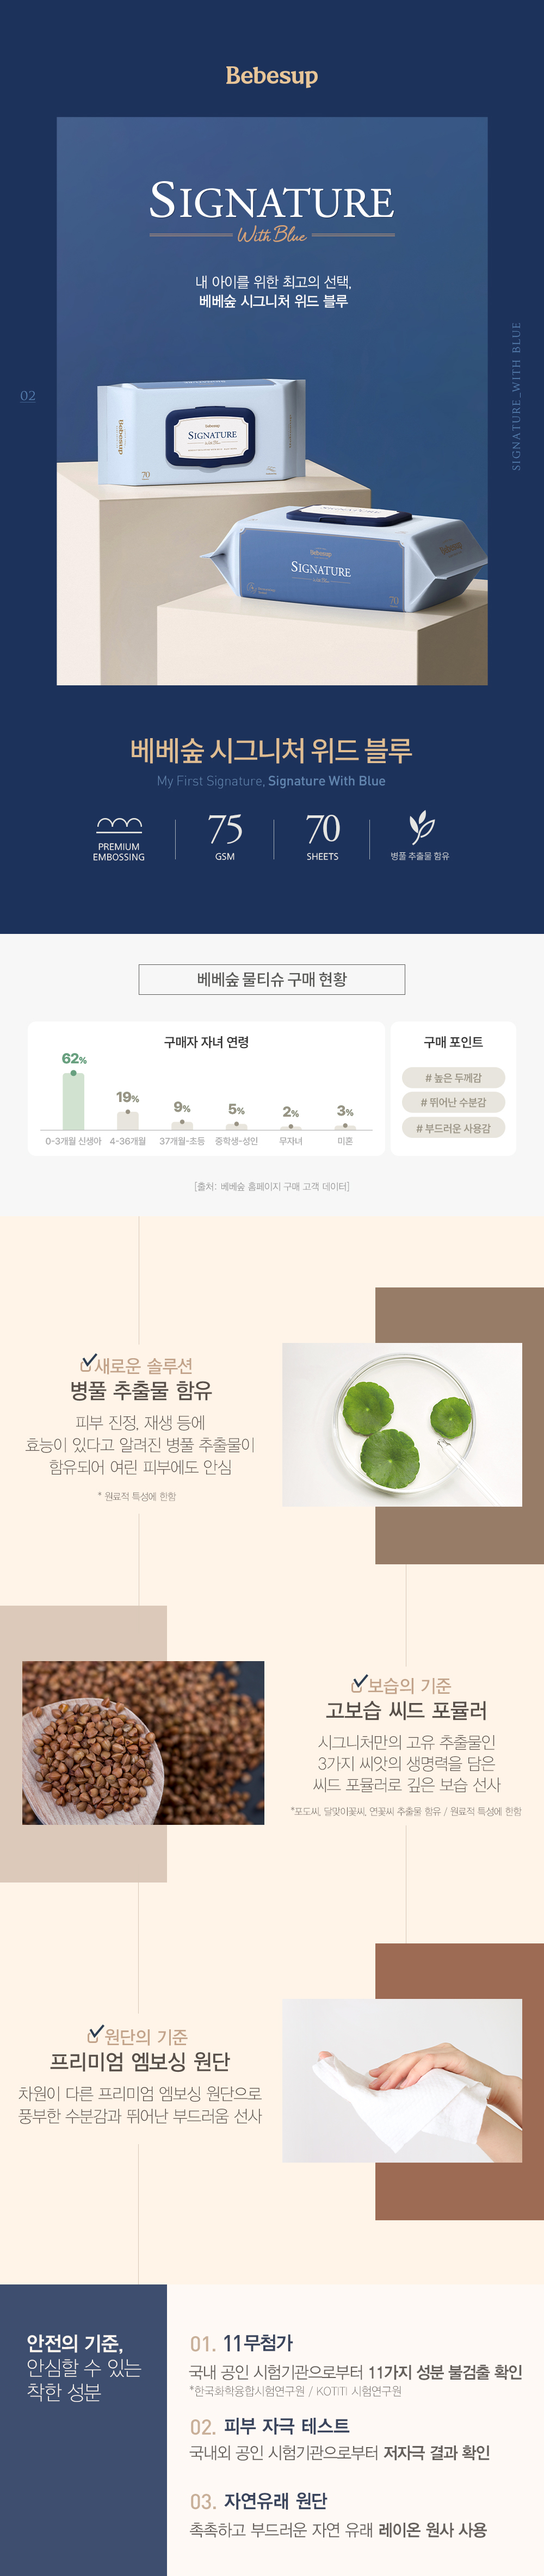 Bebesup
SIGNATURE
With Blue
내 아이를 위한 최고의 선택,
베베숲 시그니처 위드 블루
02
SIGNATURE_WITH BLUE
Bebesup
Bebesup
SIGNATURE
With Blue
70
Bebesup
SIGNATURE
With Blue
Bebesup
70
베베숲 시그니처 위드 블루
My First Signature, Signature With Blue
PREMIUM
EMBOSSING
75
GSM
70
SHEETS
병풀 추출물 함유
베베숲 물티슈 구매 현황
구매자 자녀 연령
62%
19%
9%
5%
2%
3%
0-3개월 신생아
4-36개월
37개월-초등
중학생-성인
무자녀
미혼
구매 포인트
# 높은 두께감
# 뛰어난 수분감
# 부드러운 사용감
[출처: 베베숲 홈페이지 구매 고객 데이터]
새로운 솔루션
병풀 추출물 함유
피부 진정, 재생 등에
효능이 있다고 알려진 병풀 추출물이
함유되어 여린 피부에도 안심
* 원료적 특성에 한함
보습의 기준
고보습 씨드 포뮬러
시그니처만의 고유 추출물인
3가지 씨앗의 생명력을 담은
씨드 포뮬러로 깊은 보습 선사
*포도씨, 달맞이꽃씨, 연꽃씨 추출물 함유 / 원료적 특성에 한함
원단의 기준
프리미엄 엠보싱 원단
차원이 다른 프리미엄 엠보싱 원단으로
풍부한 수분감과 뛰어난 부드러움 선사
안전의 기준,
안심할 수 있는
착한 성분
01. 11무첨가
국내 공인 시험기관으로부터 11가지 성분 불검출 확인
*한국화학융합시험연구원 / KOTITI 시험연구원
02. 피부 자극 테스트
국내외 공인 시험기관으로부터 저자극 결과 확인
03. 자연유래 원단
촉촉하고 부드러운 자연 유래 레이온 원사 사용